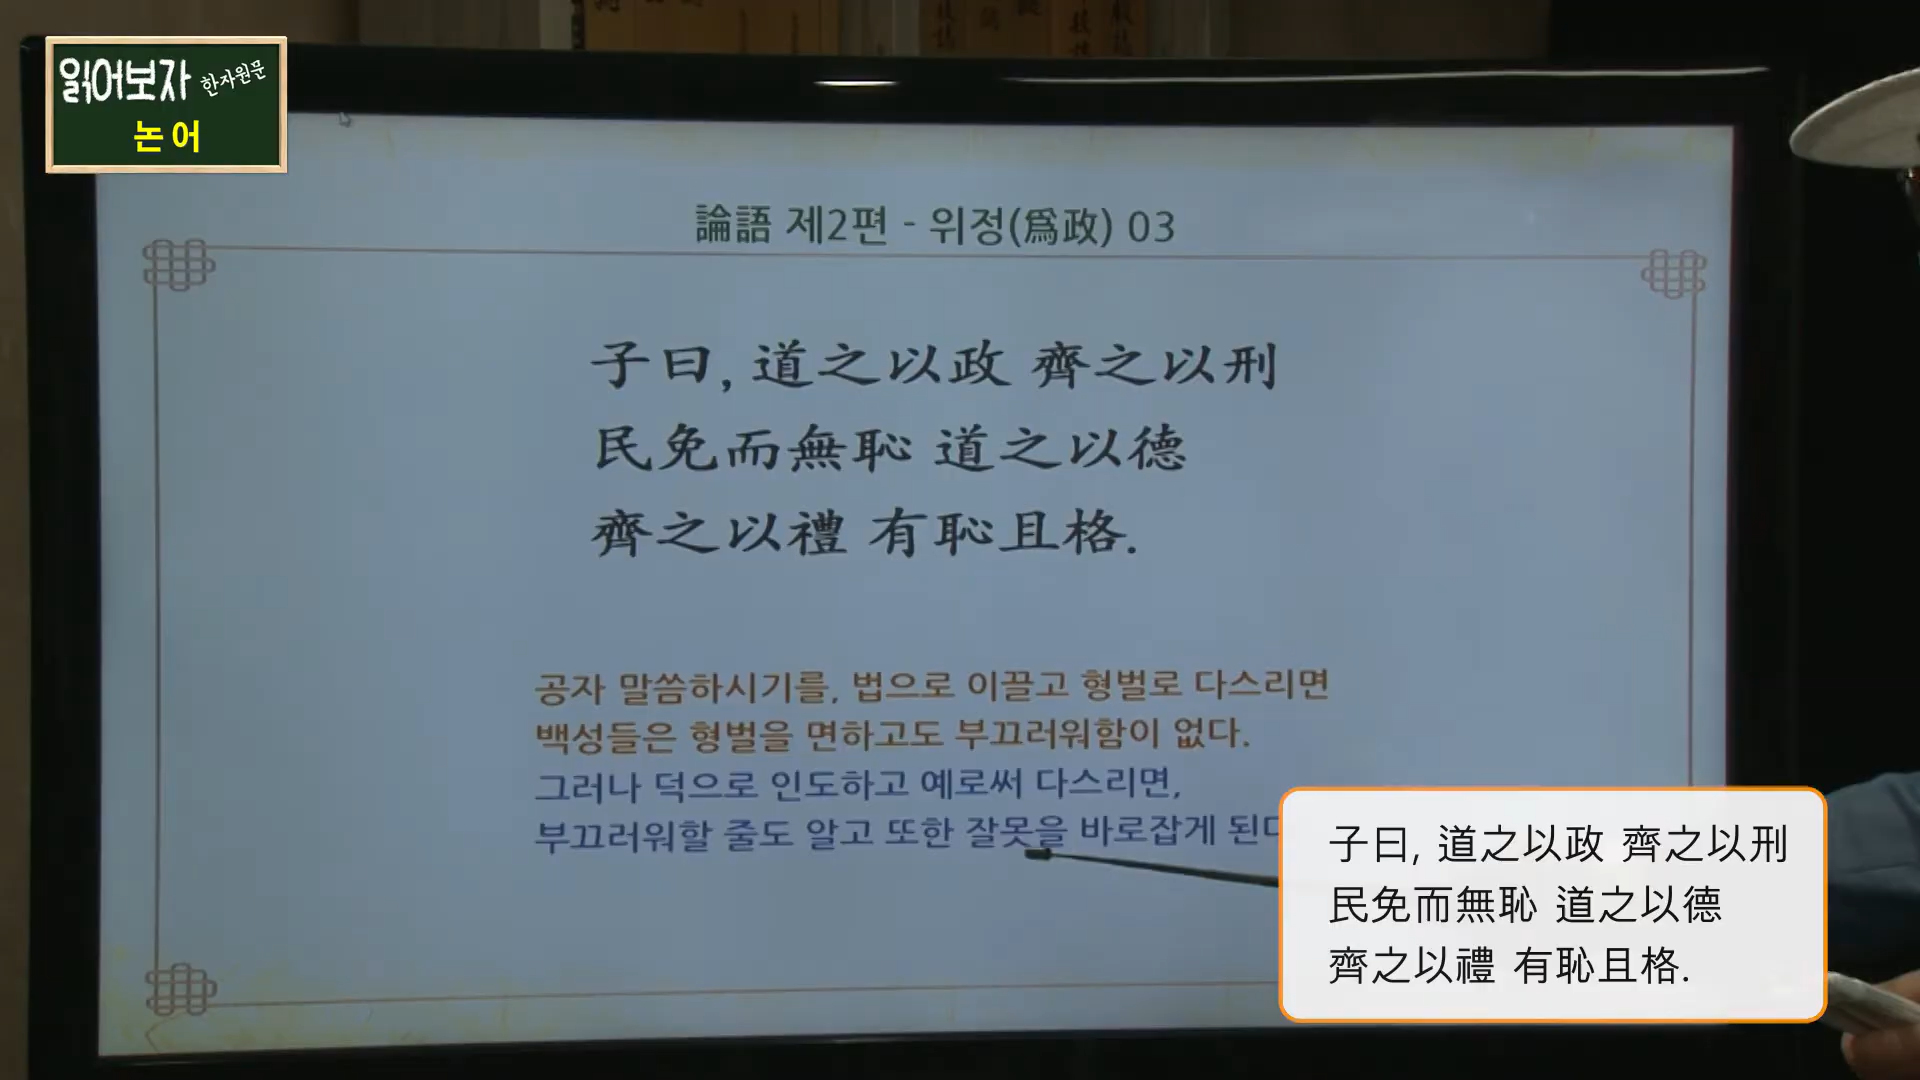 읽어보자 한자원문
논어
論語 제2편 - 위정(爲政) 03
子曰, 道之以政 齊之以刑
民免而無恥 道之以德
齊之以禮 有恥且格.
공자 말씀하시기를, 법으로 이끌고 형벌로 다스리면
백성들은 형벌을 면하고도 부끄러워함이 없다.
그러나 덕으로 인도하고 예로써 다스리면,
부끄러워할 줄도 알고 또한 잘못을 바로잡게 된다
子曰, 道之以政 齊之以刑
民免而無恥 道之以德
齊之以禮 有恥且格.